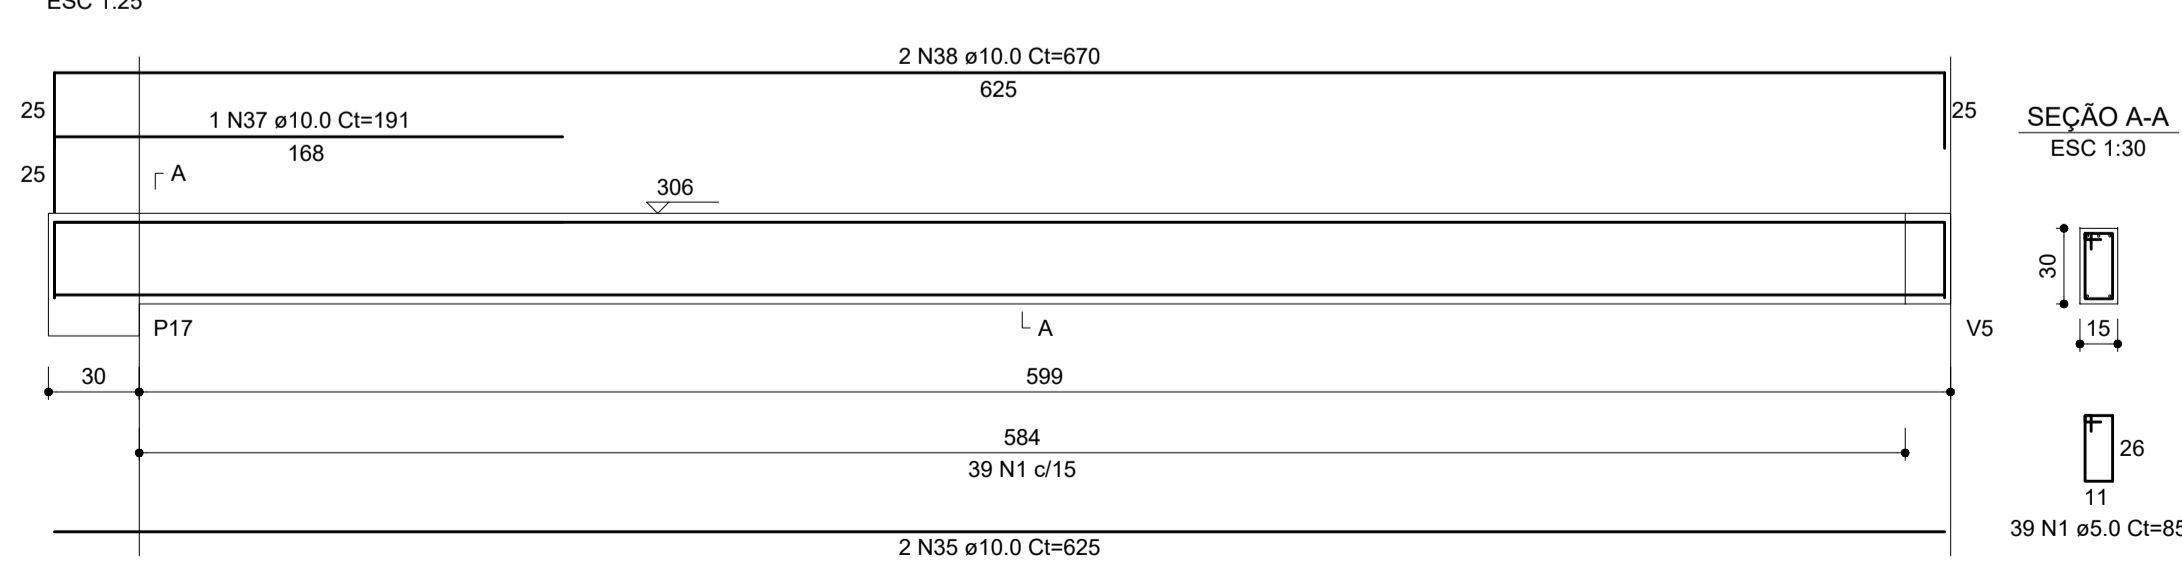 ESC 1:25
2 N38 ø10.0 Ct=670
625
25
25
1 N37 ø10.0 Ct=191
168
25
A
306
SEÇÃO A-A
ESC 1:30
30
15
P17
A
V5
30
599
584
39 N1 c/15
26
11
39 N1 ø5.0 Ct=85
2 N35 ø10.0 Ct=625